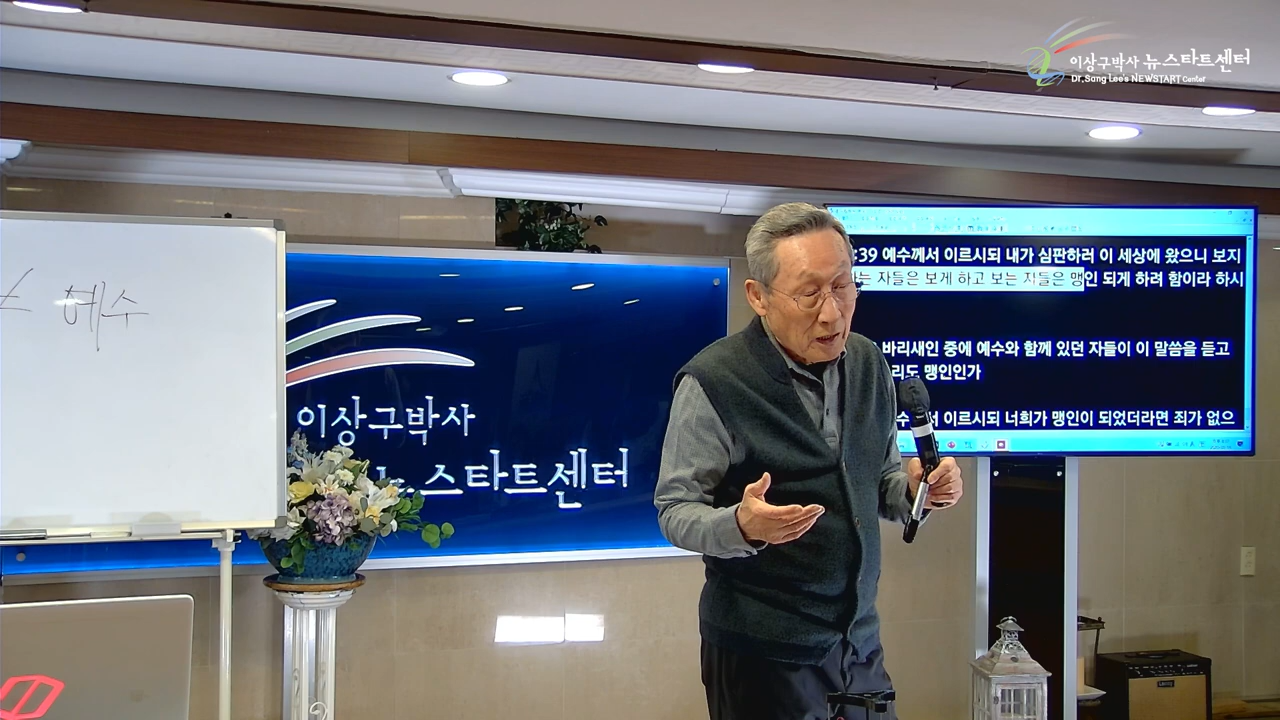 이상구박사 뉴스타트센터
Dr. Sang Lee's NEWSTART Center
예수
이상구박사
스타트센터
:39 예수께서 이르시되 내가 심판하러 이 세상에 왔으니 보지
는 자들은 보게 하고 보는 자들은 맹인 되게 하려 함이라 하시
바리새인 중에 예수와 함께 있던 자들이 이 말씀을 듣고
리도 맹인인가
서 이르시되 너희가 맹인이 되었더라면 죄가 없으